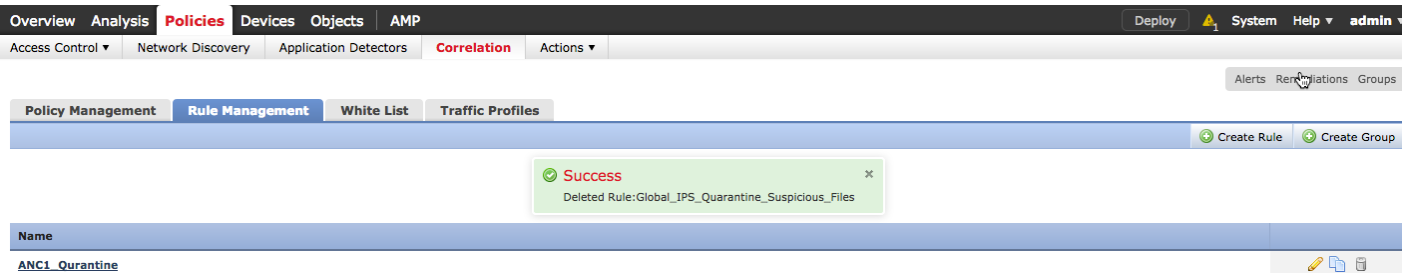 Overview Analysis Policies Devices Objects AMP Deploy 1 System Help ▾ admin ▾
Access Control ▾ Network Discovery Application Detectors Correlation Actions ▾
Alerts Groups
Policy Management Rule Management White List Traffic Profiles
Create Rule Create Group
Success ×
Deleted Rule:Global_IPS_Quarantine_Suspicious_Files
Name
ANC1_Qurantine